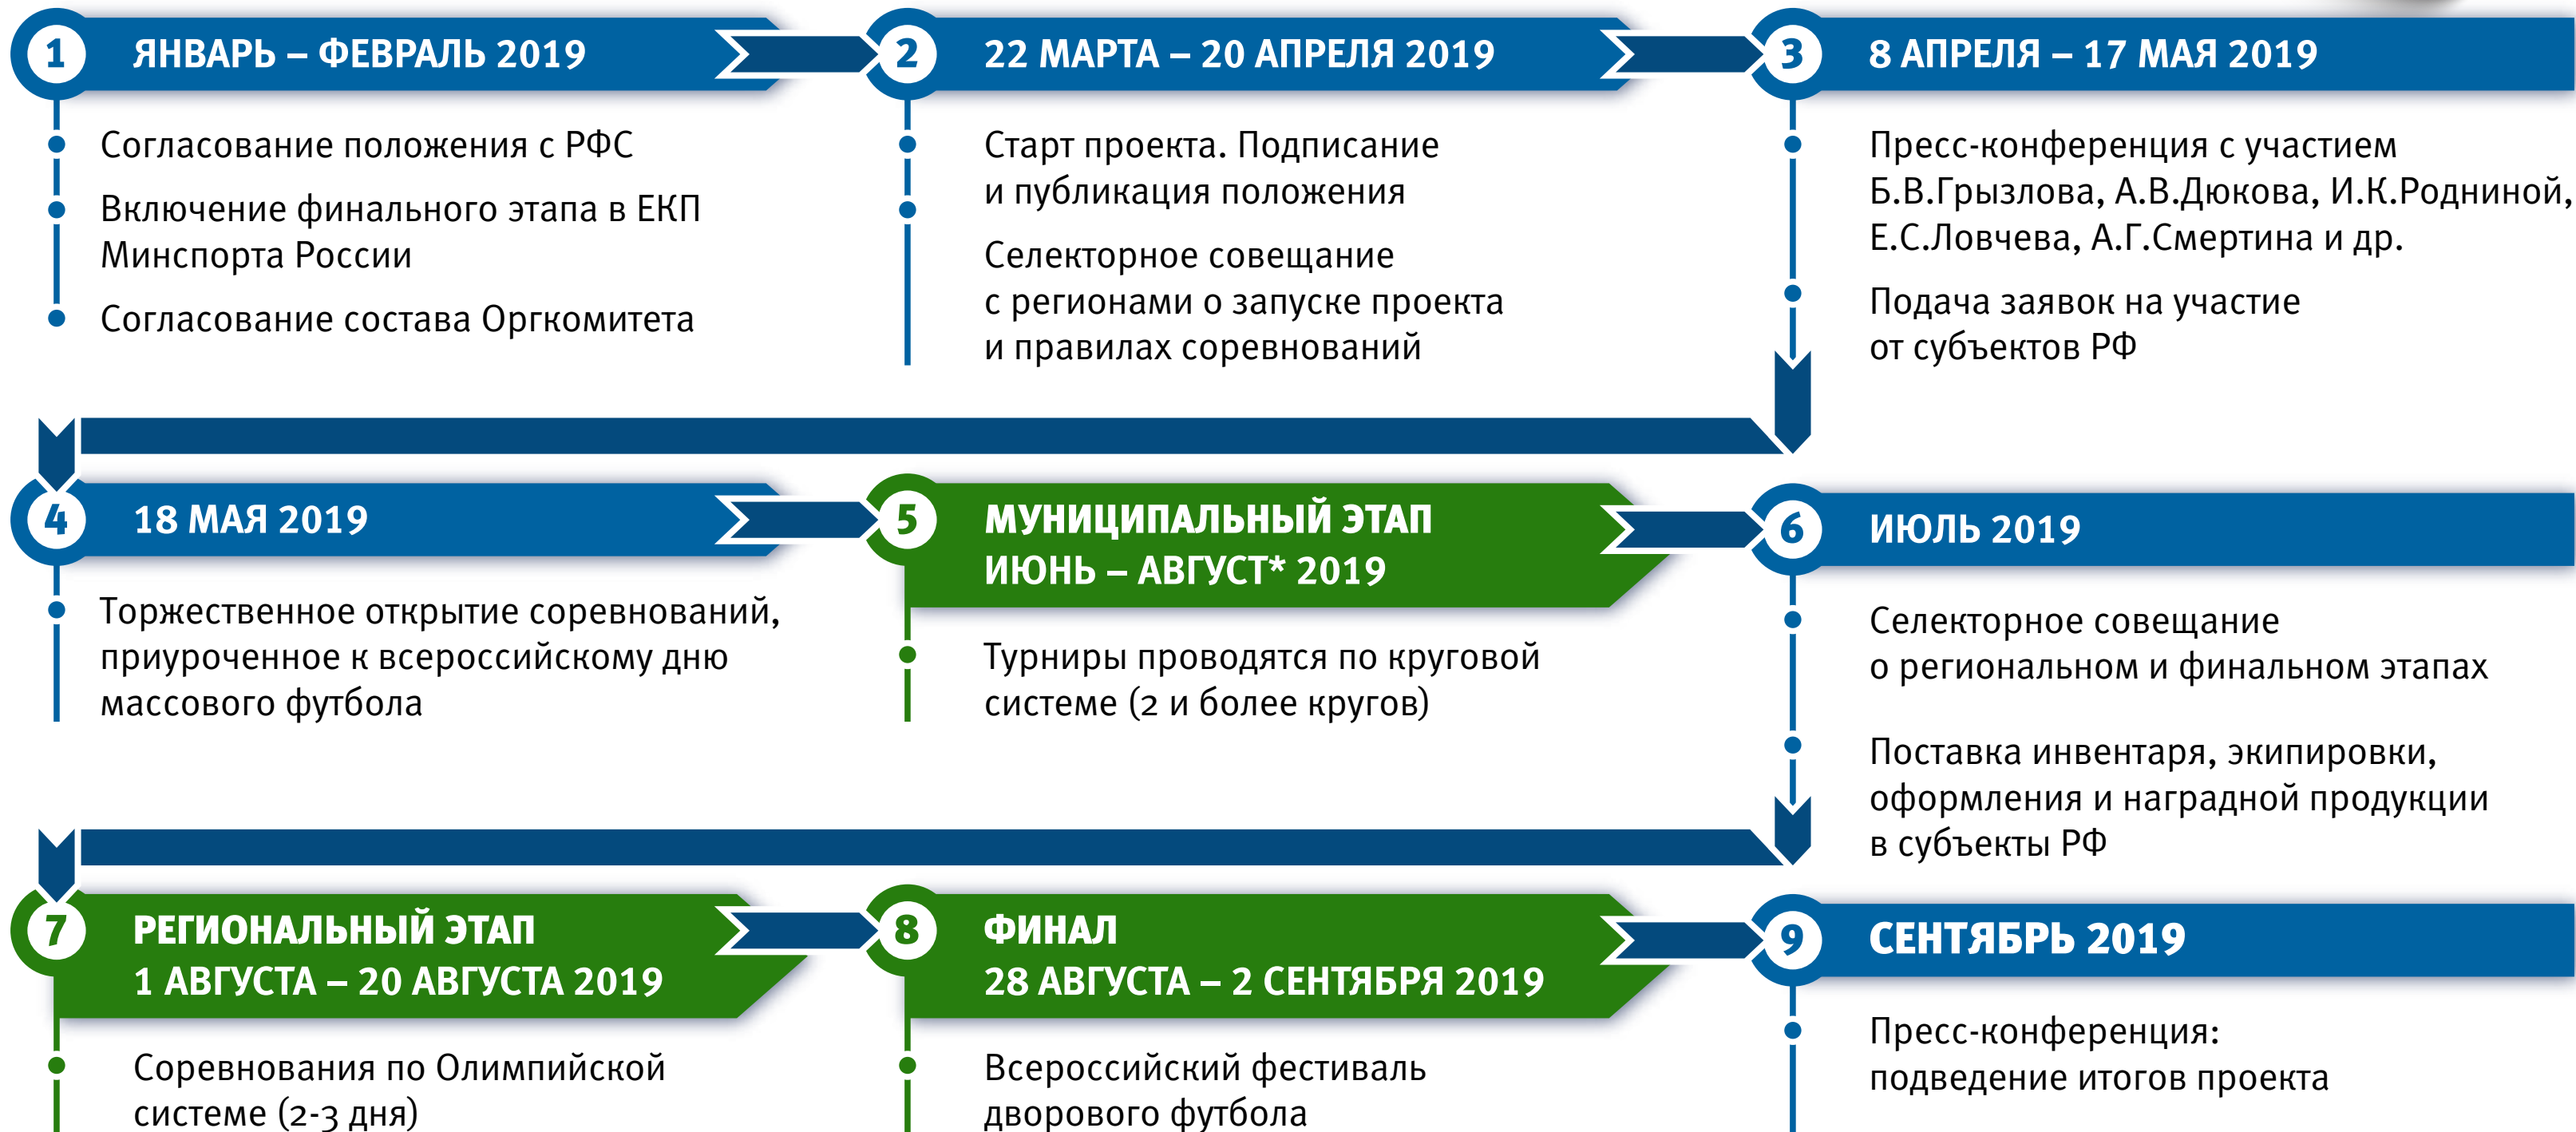 1
ЯНВАРЬ – ФЕВРАЛЬ 2019
Согласование положения с РФС
Включение финального этапа в ЕКП
Минспорта России
Согласование состава Оргкомитета
2
22 МАРТА – 20 АПРЕЛЯ 2019
Старт проекта. Подписание
и публикация положения
Селекторное совещание
с регионами о запуске проекта
и правилах соревнований
3
8 АПРЕЛЯ – 17 МАЯ 2019
Пресс-конференция с участием
Б.В.Грызлова, А.В.Дюкова, И.К.Родниной,
Е.С.Ловчева, А.Г.Смертина и др.
Подача заявок на участие
от субъектов РФ
4
18 МАЯ 2019
Торжественное открытие соревнований,
приуроченное к всероссийскому дню
массового футбола
5
МУНИЦИПАЛЬНЫЙ ЭТАП
ИЮНЬ – АВГУСТ* 2019
Турниры проводятся по круговой
системе (2 и более кругов)
6
ИЮЛЬ 2019
Селекторное совещание
о региональном и финальном этапах
Поставка инвентаря, экипировки,
оформления и наградной продукции
в субъекты РФ
7
РЕГИОНАЛЬНЫЙ ЭТАП
1 АВГУСТА – 20 АВГУСТА 2019
Соревнования по Олимпийской
системе (2-3 дня)
8
ФИНАЛ
28 АВГУСТА – 2 СЕНТЯБРЯ 2019
Всероссийский фестиваль
дворового футбола
9
СЕНТЯБРЬ 2019
Пресс-конференция:
подведение итогов проекта